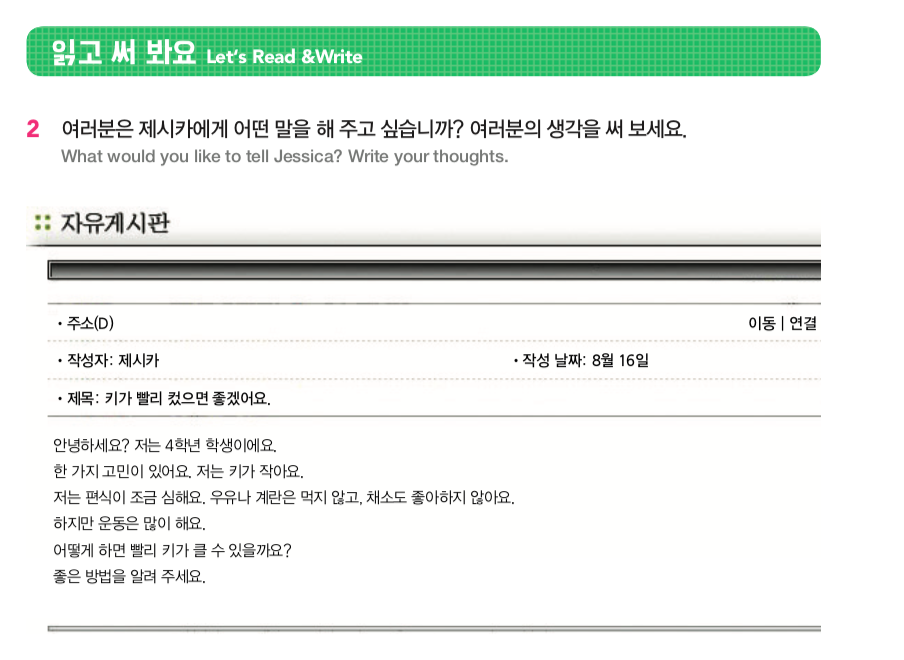 읽고 써 봐요 Let's Read &Write
2 여러분은 제시카에게 어떤 말을 해 주고 싶습니까? 여러분의 생각을 써 보세요.
What would you like to tell Jessica? Write your thoughts.
자유게시판
• 주소(D) 이동 | 연결
• 작성자: 제시카 • 작성 날짜: 8월 16일
• 제목: 키가 빨리 컸으면 좋겠어요.
안녕하세요? 저는 4학년 학생이에요.
한 가지 고민이 있어요. 저는 키가 작아요.
저는 편식이 조금 심해요. 우유나 계란은 먹지 않고, 채소도 좋아하지 않아요.
하지만 운동은 많이 해요.
어떻게 하면 빨리 키가 클 수 있을까요?
좋은 방법을 알려 주세요.